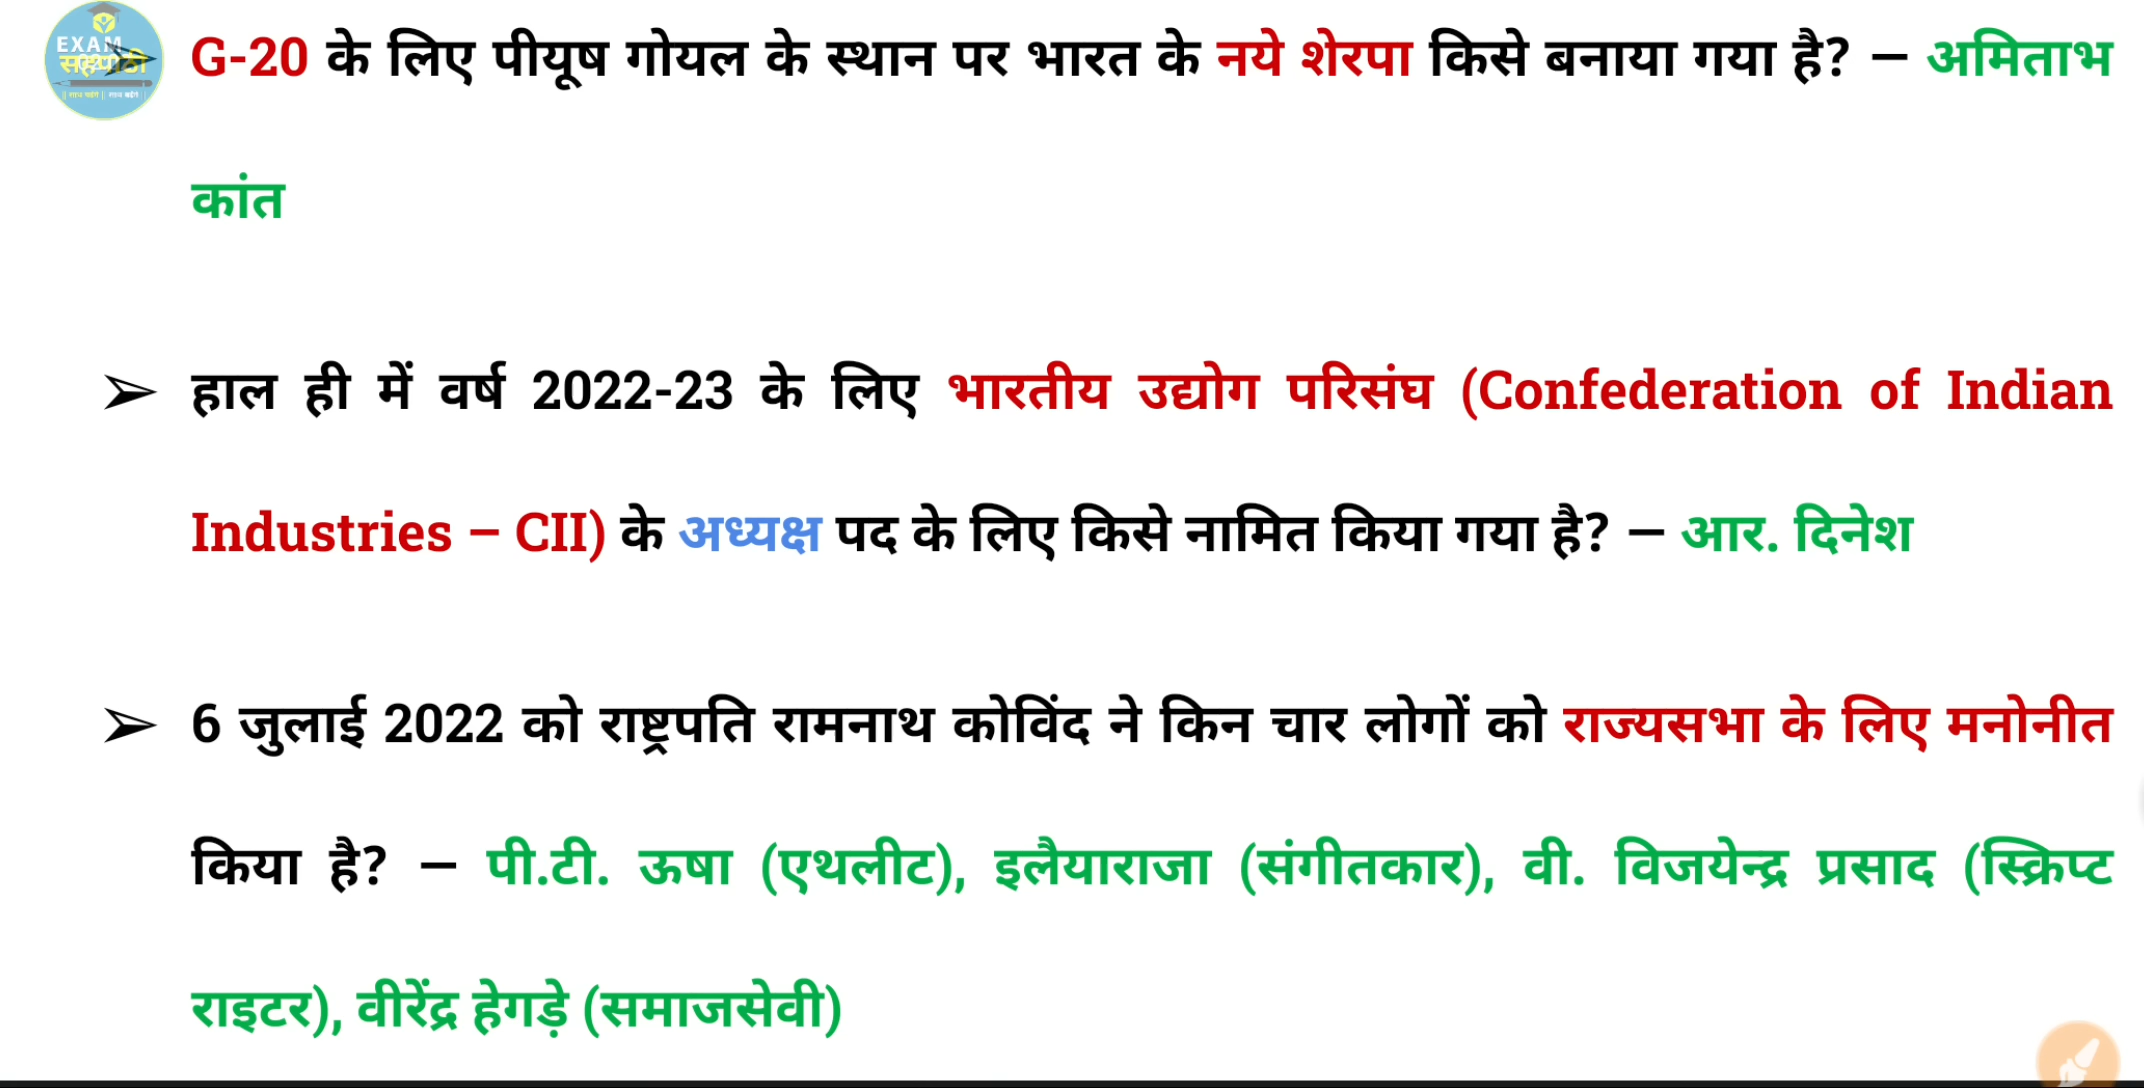 EXAM
सहपाठी
➢ G-20 के लिए पीयूष गोयल के स्थान पर भारत के नये शेरपा किसे बनाया गया है? – अमिताभ
कांत
➢ हाल ही में वर्ष 2022-23 के लिए भारतीय उद्योग परिसंघ (Confederation of Indian
Industries – CII) के अध्यक्ष पद के लिए किसे नामित किया गया है? – आर. दिनेश
➢ 6 जुलाई 2022 को राष्ट्रपति रामनाथ कोविंद ने किन चार लोगों को राज्यसभा के लिए मनोनीत
किया है? – पी.टी. ऊषा (एथलीट), इलैयाराजा (संगीतकार), वी. विजयेन्द्र प्रसाद (स्क्रिप्ट
राइटर), वीरेंद्र हेगड़े (समाजसेवी)